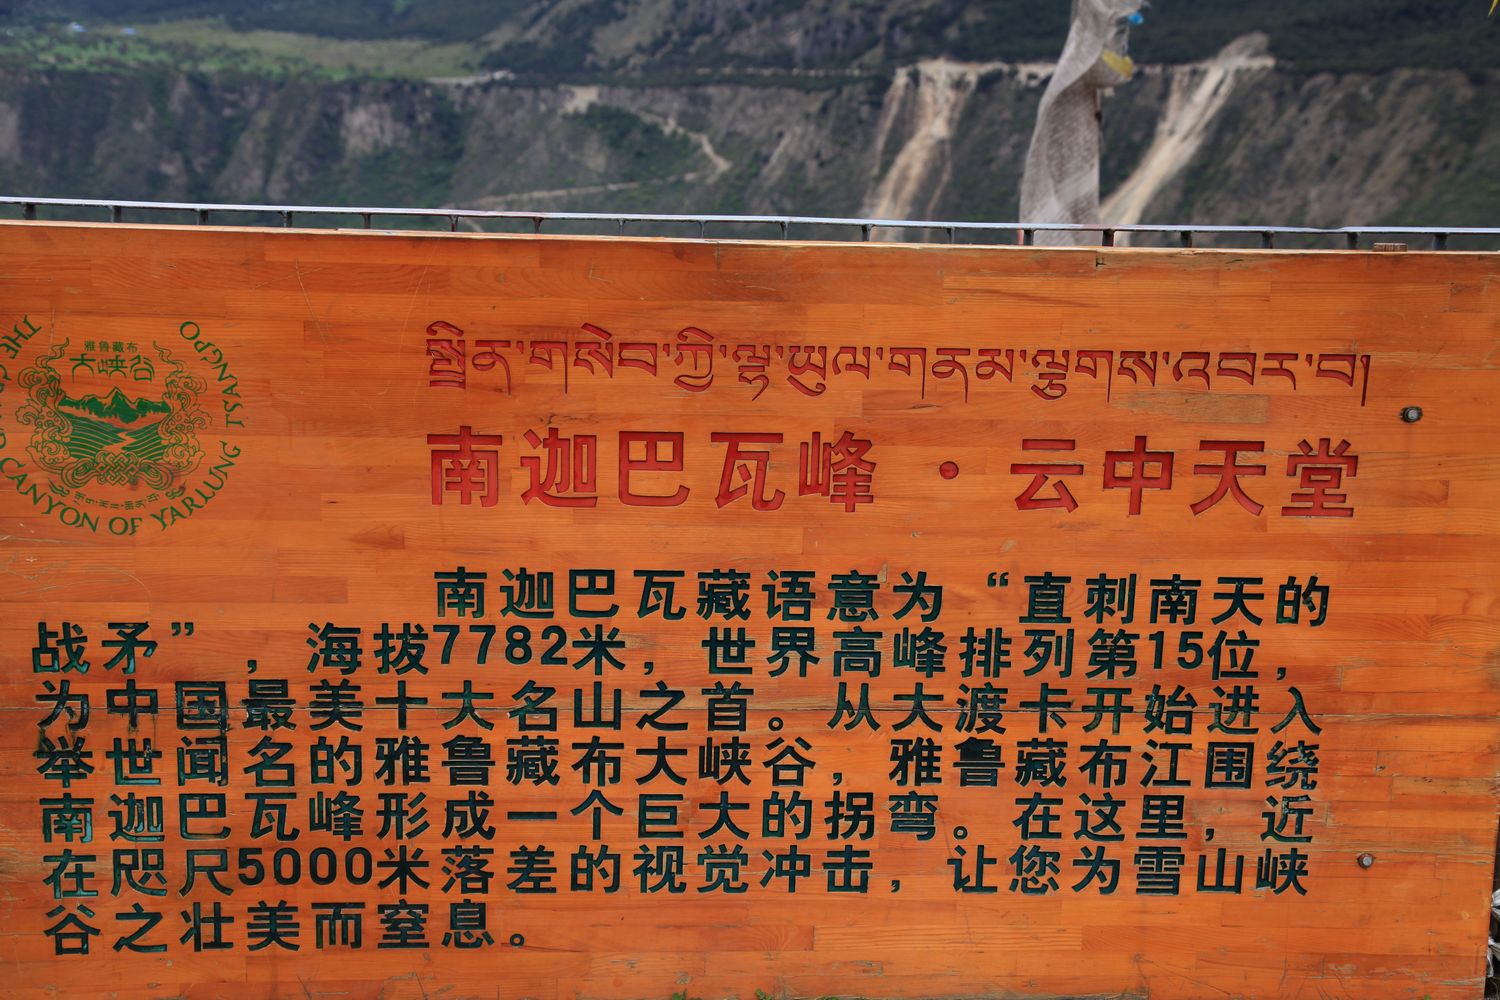 雅鲁藏布
大峡谷
CANYON OF YARLUNG TSANGPO
南迦巴瓦峰·云中天堂
南迦巴瓦藏语意为“直刺南天的
战矛”，海拔7782米，世界高峰排列第15位，
为中国最美十大名山之首。从大渡卡开始进入
举世闻名的雅鲁藏布大峡谷，雅鲁藏布江围绕
南迦巴瓦峰形成一个巨大的拐弯。在这里，近
在咫尺5000米落差的视觉冲击，让您为雪山峡
谷之壮美而窒息。